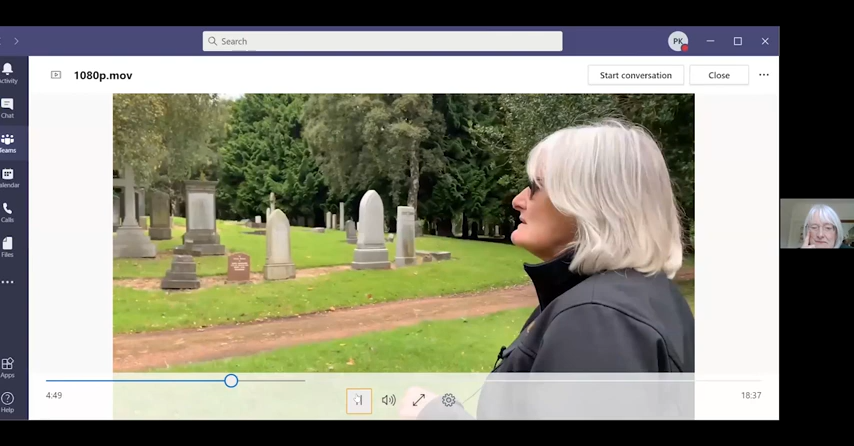 Search
PK
1080p.mov
Start conversation
Close
Activity
Chat
Teams
Calendar
Calls
Files
Apps
Help
4:49
18:37